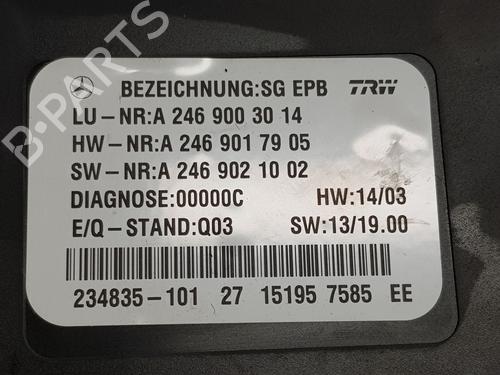 BEZEICHNUNG:SG EPB TRW
LU-NR:A 246 900 30 14
HW-NR:A 246 901 79 05
SW-NR:A 246 902 10 02
DIAGNOSE:00000C HW:14/03
E/Q-STAND:Q03 SW:13/19.00
234835-101 27 15195 7585 EE
B-PARTS